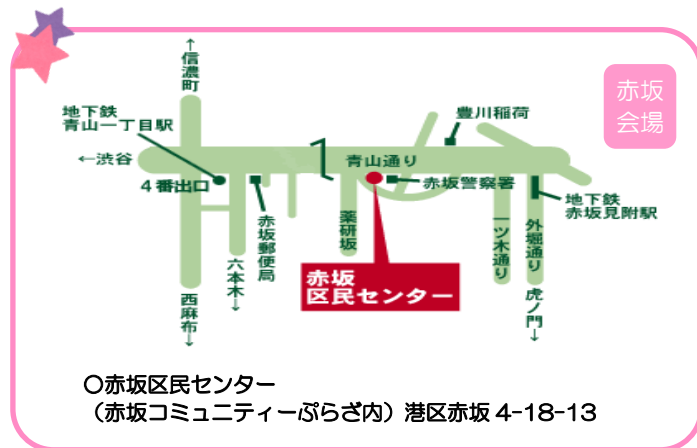 ↑信濃町
赤坂
会場
地下鉄
青山一丁目駅
豊川稲荷
←渋谷
青山通り
4番出口
赤坂警察署
地下鉄
赤坂見附駅
赤坂郵便局
薬研坂
一ツ木通り
外堀通り
六本木↓
赤坂
区民センター
西麻布↓
虎ノ門↓
〇赤坂区民センター
（赤坂コミュニティーぷらざ内）港区赤坂 4-18-13